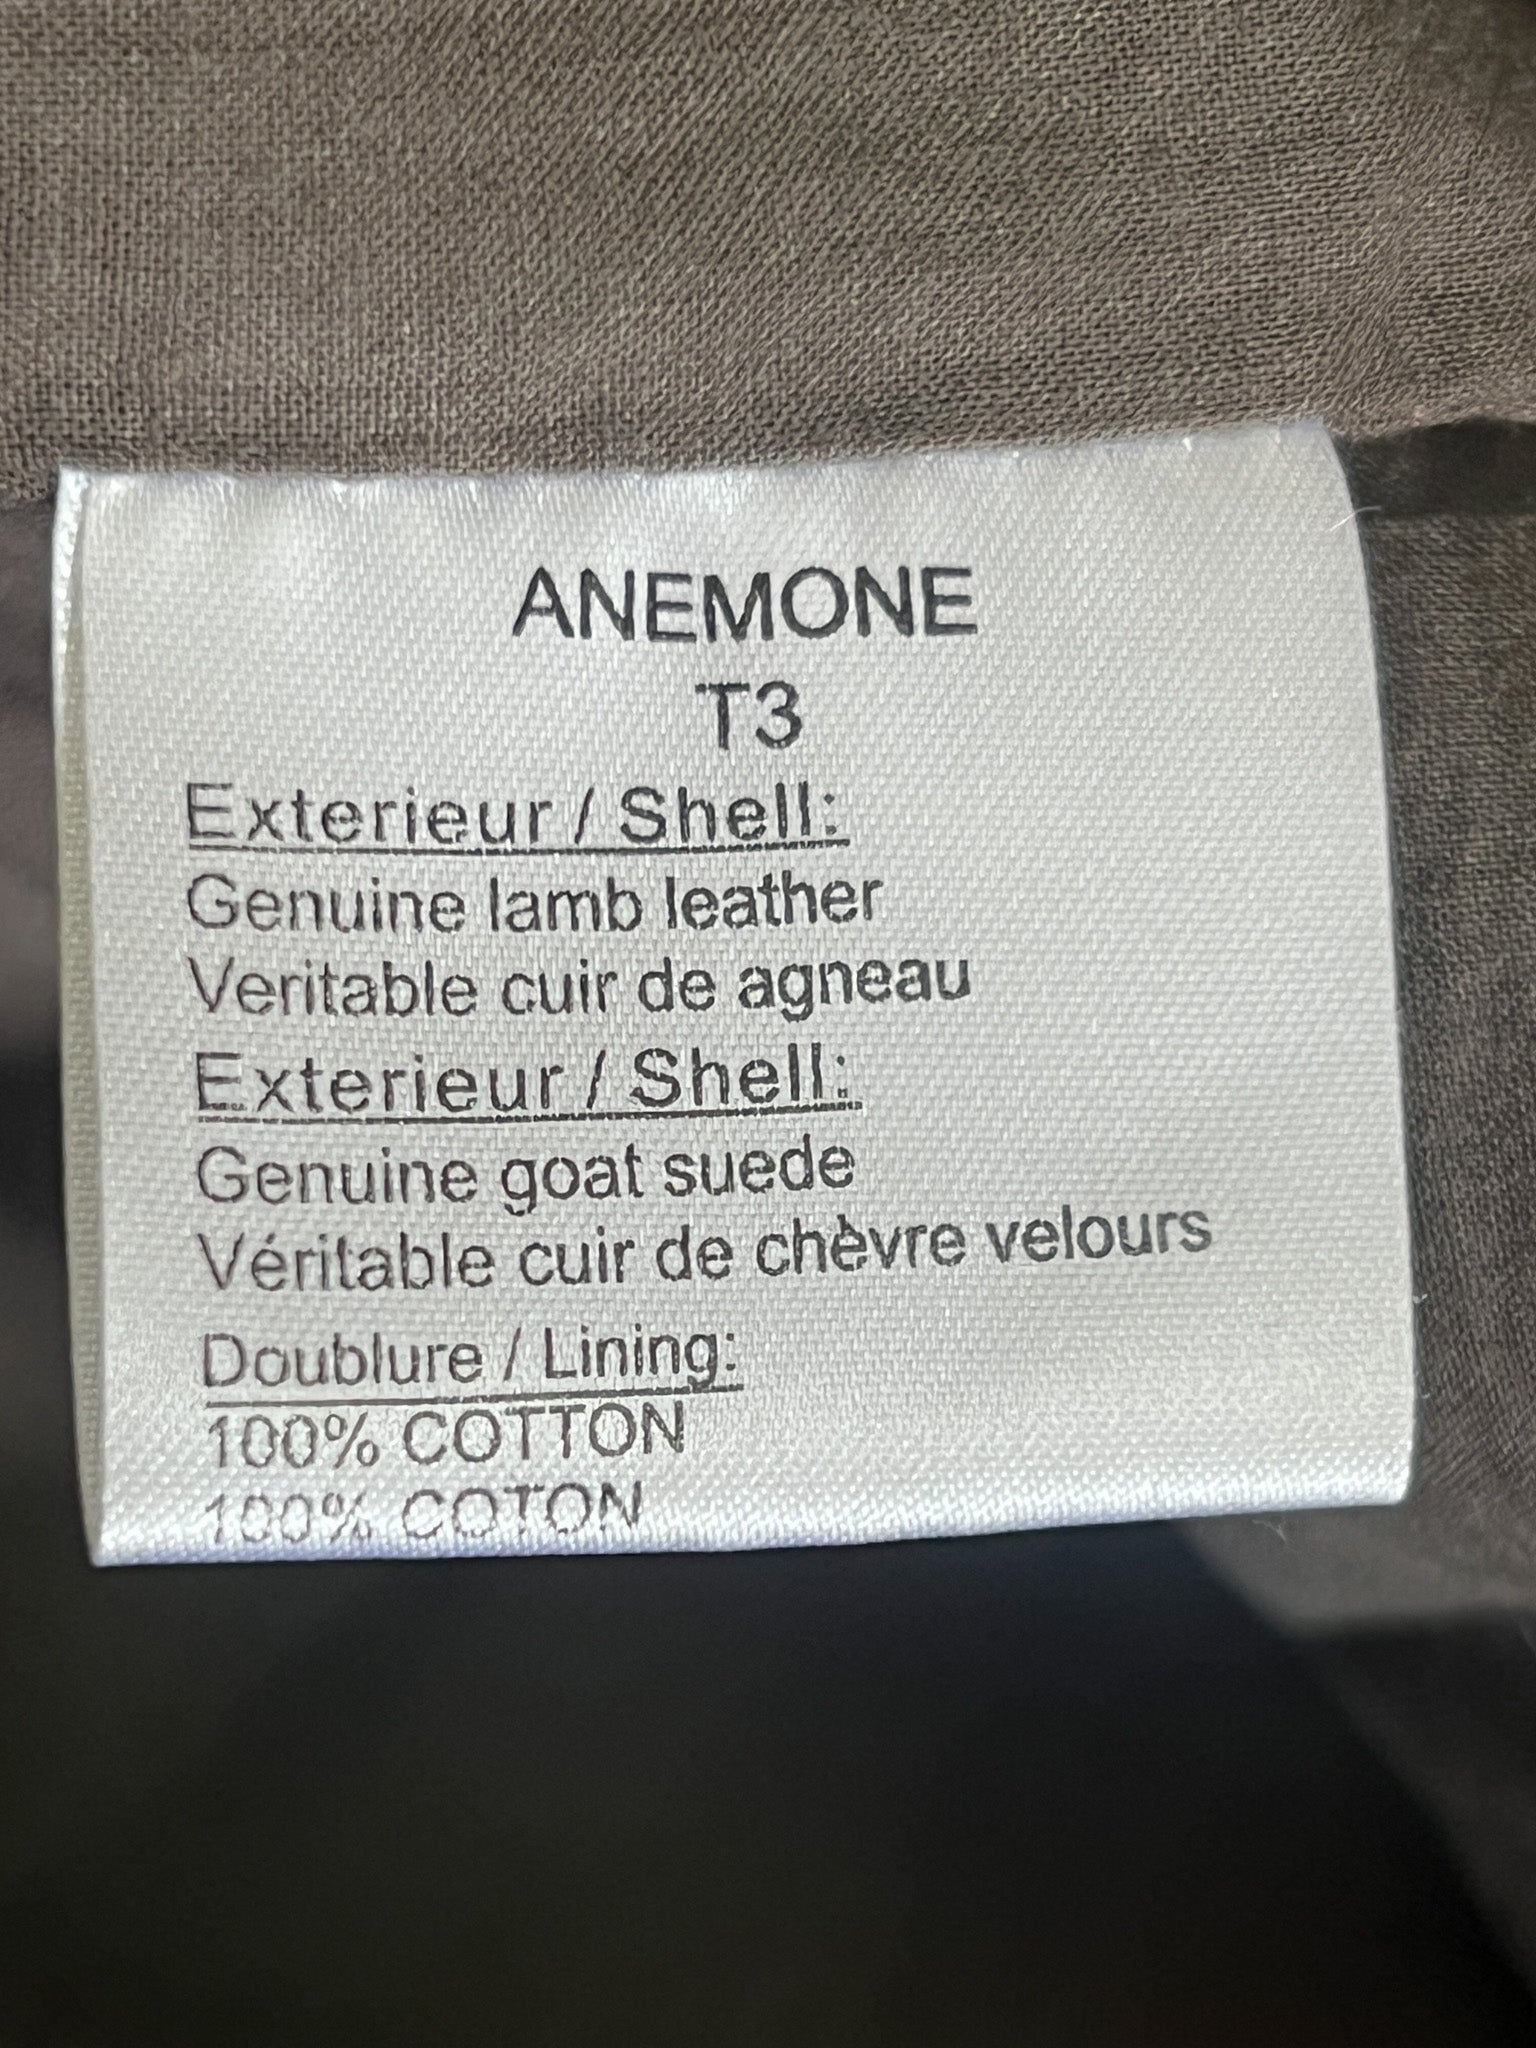 ANEMONE
T3
Exterieur / Shell:
Genuine lamb leather
Veritable cuir de agneau
Exterieur / Shell:
Genuine goat suede
Véritable cuir de chèvre velours
Doublure / Lining:
100% COTTON
100% COTON